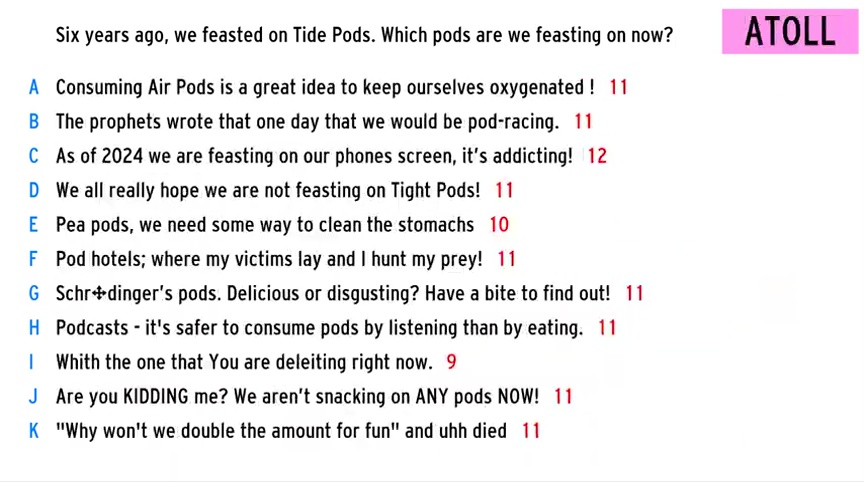 Six years ago, we feasted on Tide Pods. Which pods are we feasting on now?
ATOLL
A Consuming Air Pods is a great idea to keep ourselves oxygenated ! 11
B The prophets wrote that one day that we would be pod-racing. 11
C As of 2024 we are feasting on our phones screen, it's addicting! 12
D We all really hope we are not feasting on Tight Pods! 11
E Pea pods, we need some way to clean the stomachs 10
F Pod hotels; where my victims lay and I hunt my prey! 11
G Schr✣dinger's pods. Delicious or disgusting? Have a bite to find out! 11
H Podcasts - it's safer to consume pods by listening than by eating. 11
I Whith the one that You are deleiting right now. 9
J Are you KIDDING me? We aren't snacking on ANY pods NOW! 11
K "Why won't we double the amount for fun" and uhh died 11